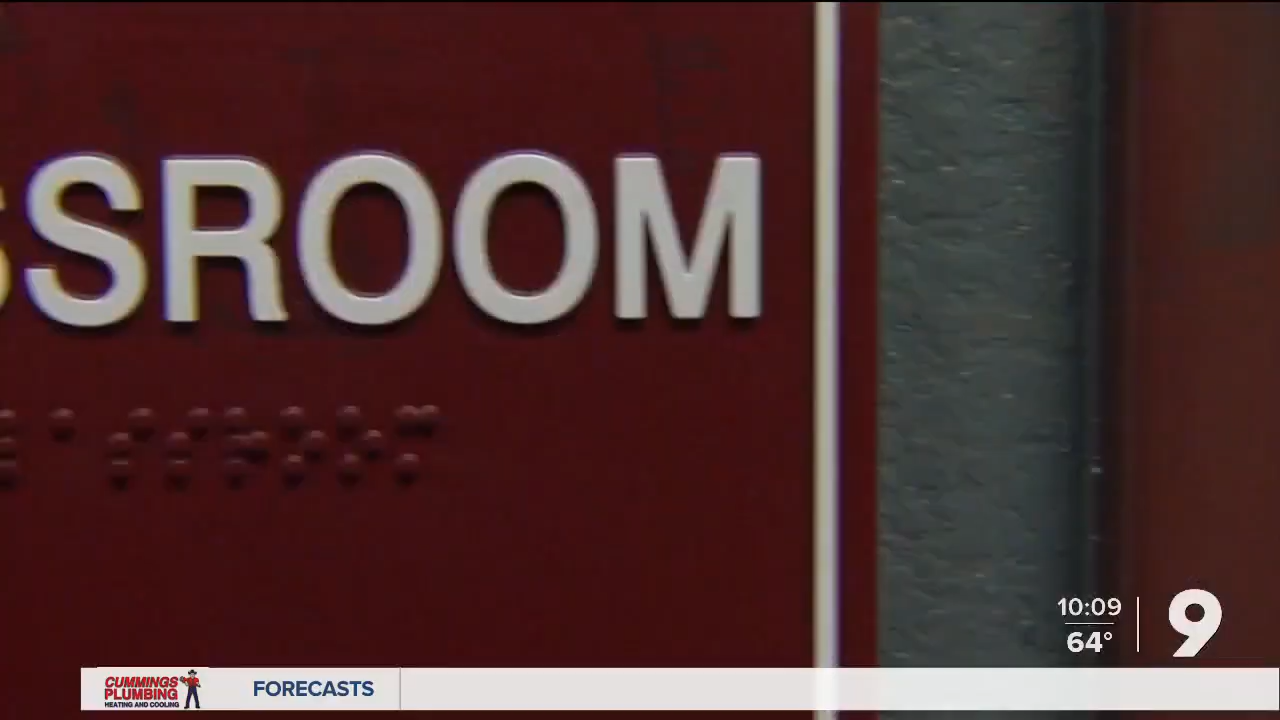 SSROOM
10:09
64°
9
CUMMINGS
PLUMBING
HEATING AND COOLING
FORECASTS